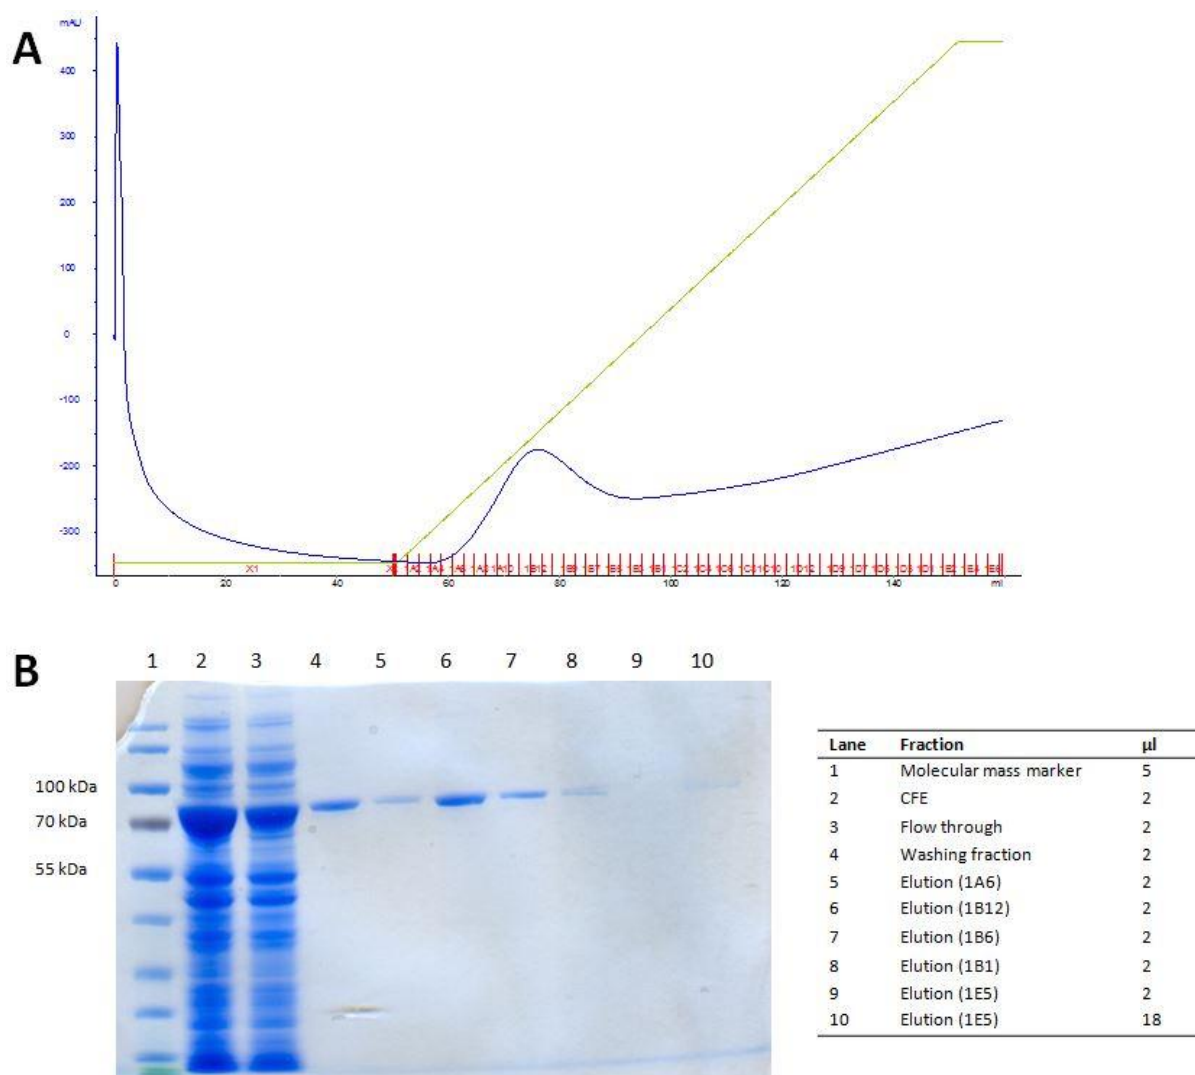 A
mAU
400
300
200
100
0
-100
-200
-300
X1
0 20 40 60 80 100 120 140 ml
B
1 2 3 4 5 6 7 8 9 10
100 kDa
70 kDa
55 kDa
Lane Fraction µl
1 Molecular mass marker 5
2 CFE 2
3 Flow through 2
4 Washing fraction 2
5 Elution (1A6) 2
6 Elution (1B12) 2
7 Elution (1B6) 2
8 Elution (1B1) 2
9 Elution (1E5) 2
10 Elution (1E5) 18